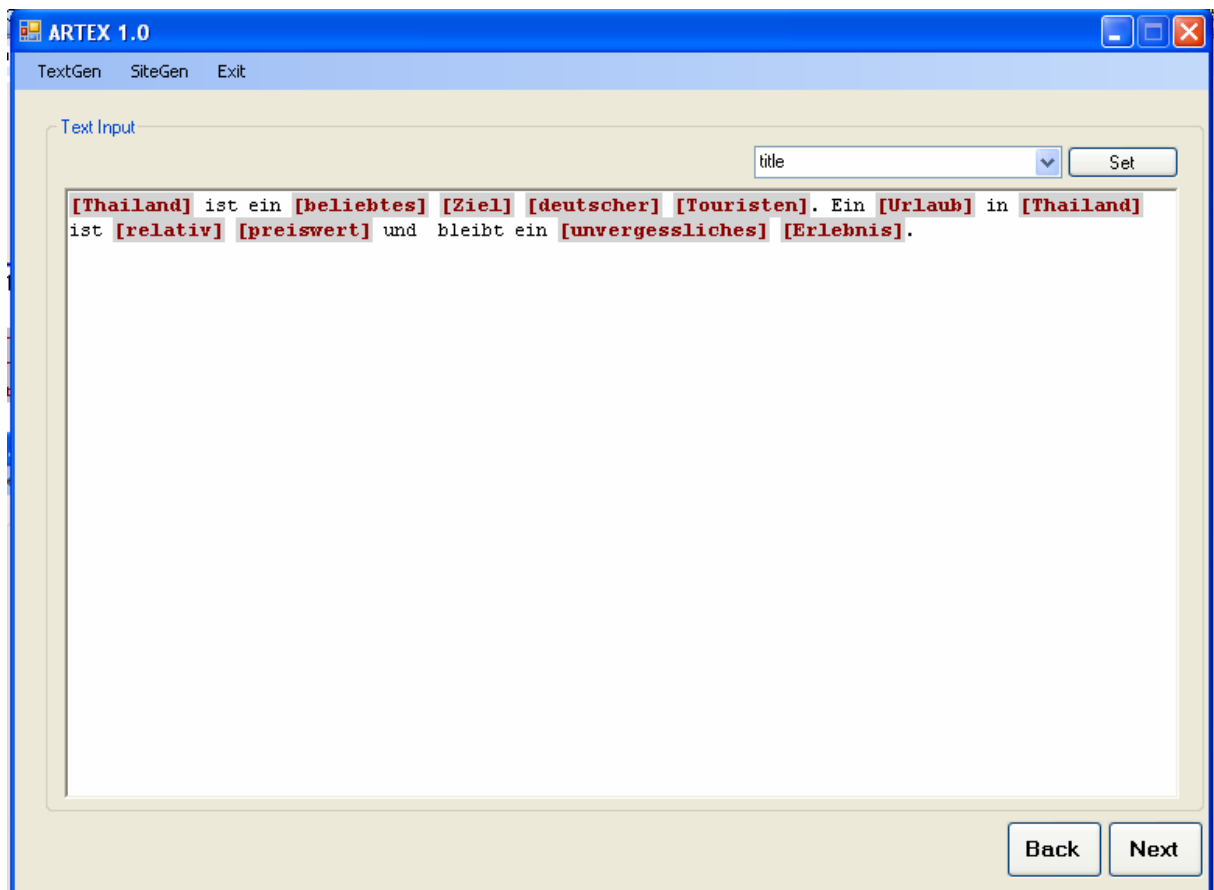 ARTEX 1.0
TextGen SiteGen Exit
Text Input
title Set
[Thailand] ist ein [beliebtes] [Ziel] [deutscher] [Touristen]. Ein [Urlaub] in [Thailand]
ist [relativ] [preiswert] und  bleibt ein [unvergessliches] [Erlebnis].
Back Next